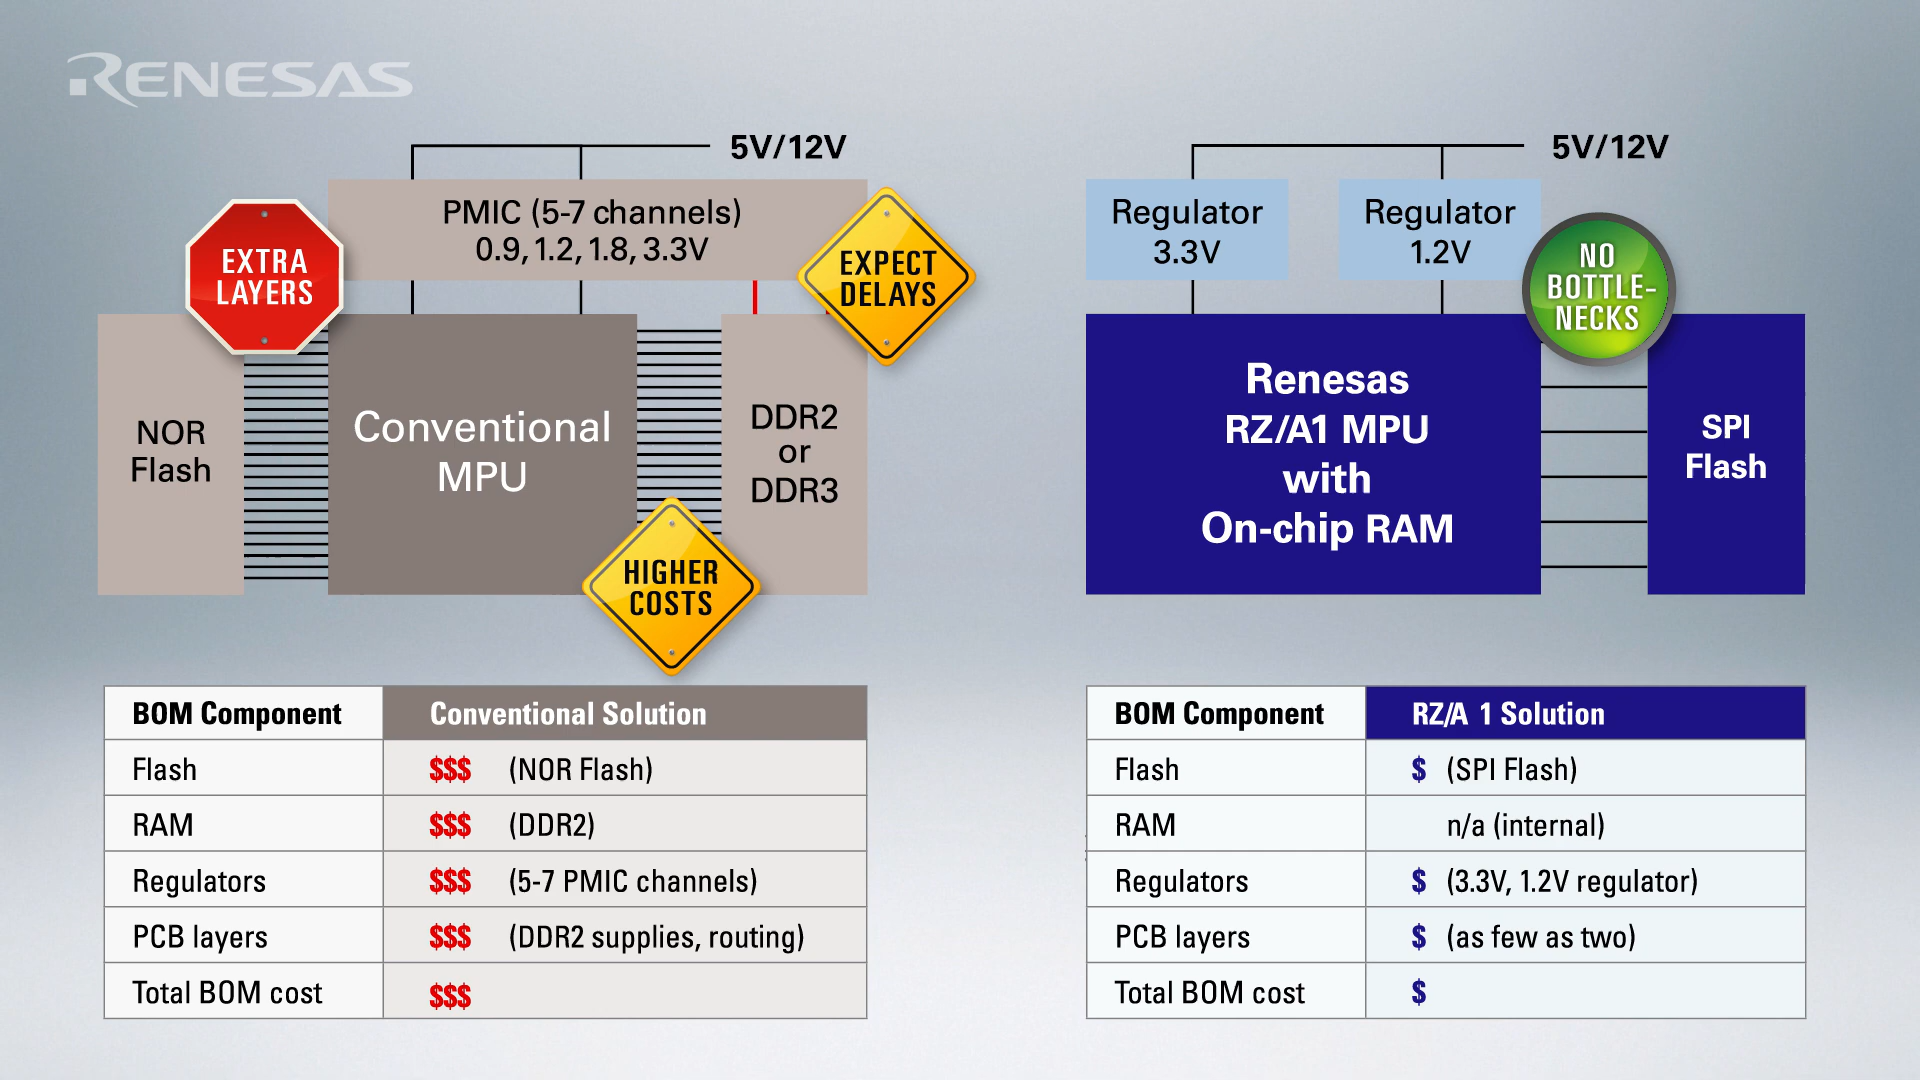 RENESAS
5V/12V
PMIC (5-7 channels)
0.9, 1.2, 1.8, 3.3V
EXTRA
LAYERS
EXPECT
DELAYS
NOR
Flash
Conventional
MPU
DDR2
or
DDR3
HIGHER
COSTS
5V/12V
Regulator
3.3V
Regulator
1.2V
NO
BOTTLE-
NECKS
Renesas
RZ/A1 MPU
with
On-chip RAM
SPI
Flash
BOM Component Conventional Solution
Flash $$$ (NOR Flash)
RAM $$$ (DDR2)
Regulators $$$ (5-7 PMIC channels)
PCB layers $$$ (DDR2 supplies, routing)
Total BOM cost $$$
BOM Component RZ/A 1 Solution
Flash $ (SPI Flash)
RAM n/a (internal)
Regulators $ (3.3V, 1.2V regulator)
PCB layers $ (as few as two)
Total BOM cost $